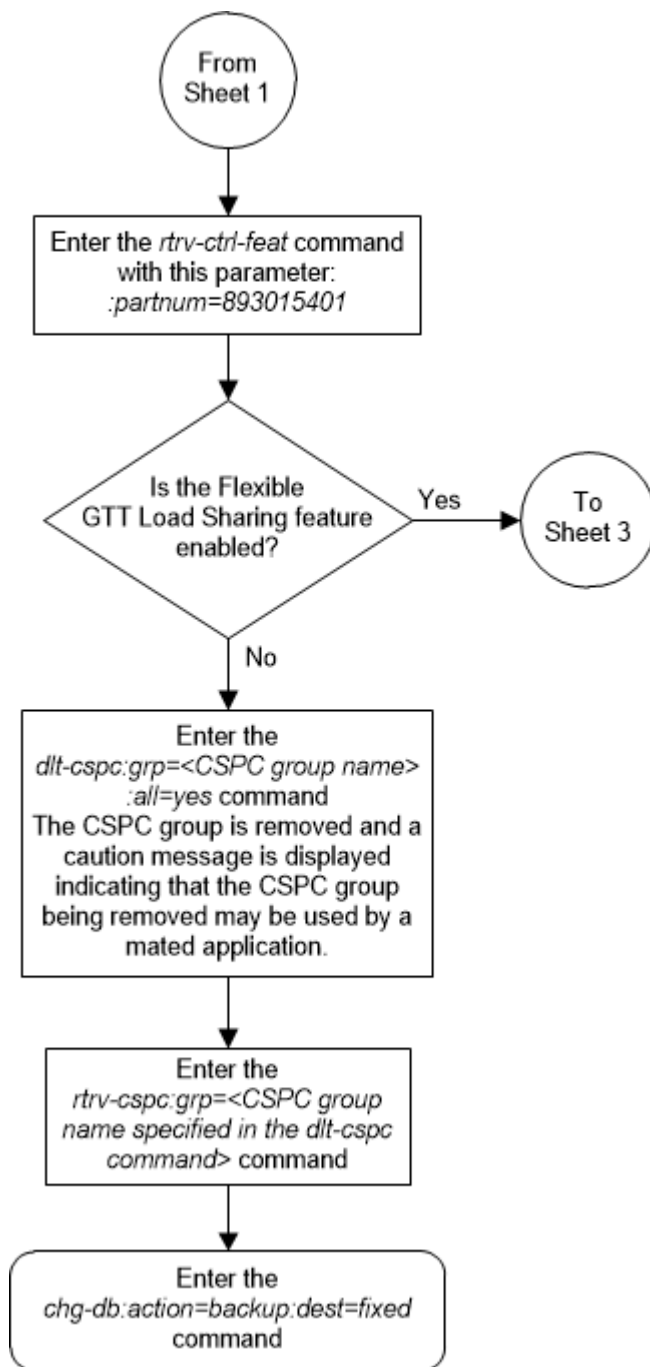 From
Sheet 1
Enter the rtrv-ctrl-feat command
with this parameter:
:partnum=893015401
Is the Flexible
GTT Load Sharing feature
enabled?
Yes
To
Sheet 3
No
Enter the
dlt-cspc:grp=<CSPC group name>
:all=yes command
The CSPC group is removed and a
caution message is displayed
indicating that the CSPC group
being removed may be used by a
mated application.
Enter the
rtrv-cspc:grp=<CSPC group
name specified in the dlt-cspc
command> command
Enter the
chg-db:action=backup:dest=fixed
command